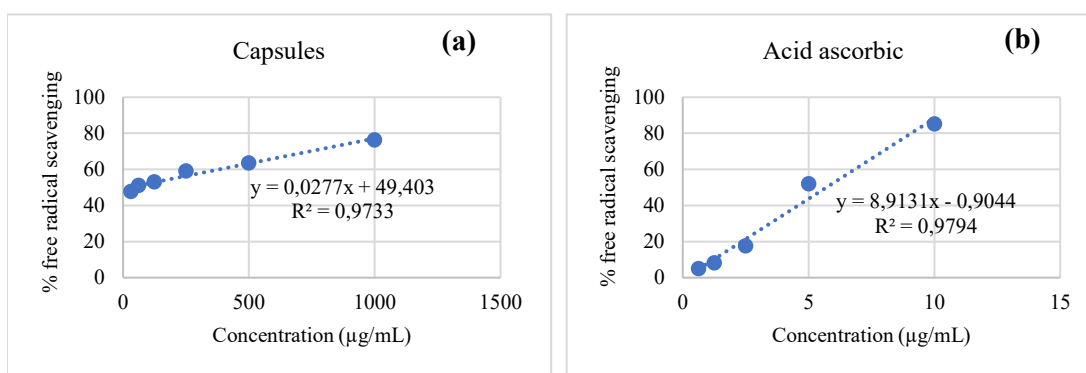 Capsules
(a)
% free radical scavenging
100
80
60
40
20
0
y = 0,0277x + 49,403
R² = 0,9733
0 500 1000 1500
Concentration (µg/mL)
Acid ascorbic
(b)
% free radical scavenging
100
80
60
40
20
0
y = 8,9131x - 0,9044
R² = 0,9794
0 5 10 15
Concentration (µg/mL)